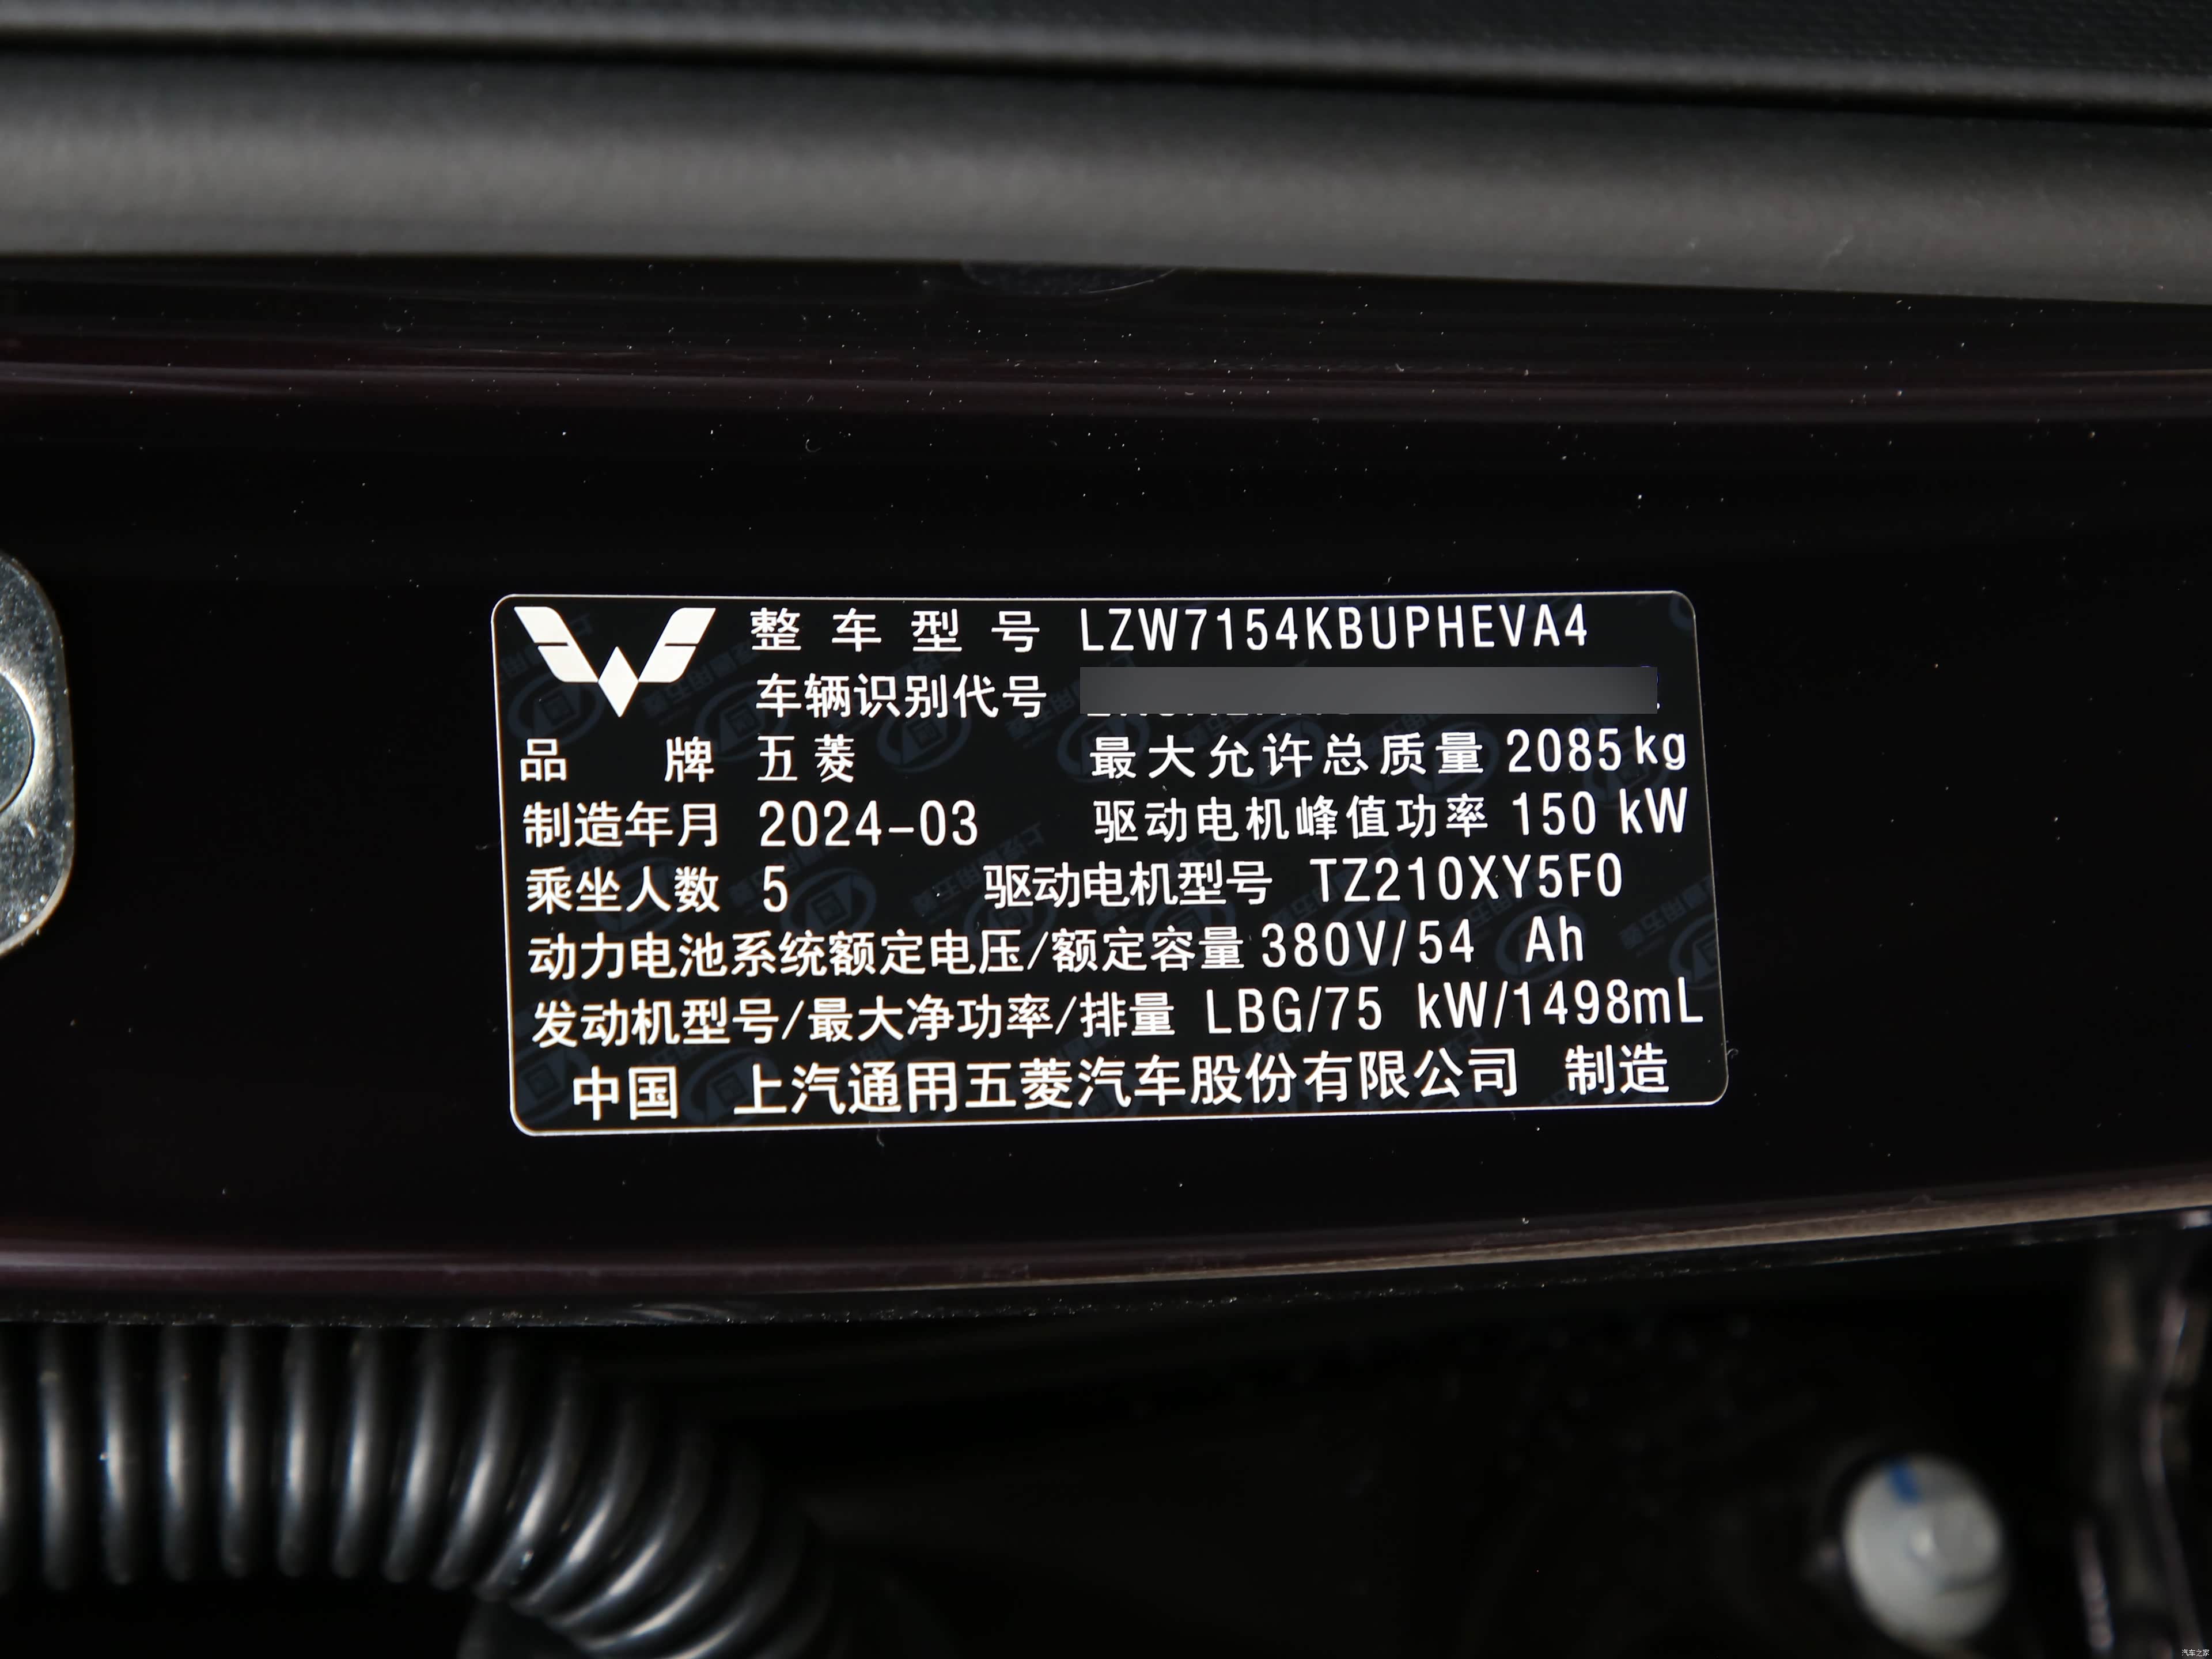 整车型号 LZW7154KBUPHEVA4
车辆识别代号
品牌 五菱 最大允许总质量 2085kg
制造年月 2024-03 驱动电机峰值功率 150 kW
乘坐人数 5 驱动电机型号 TZ210XY5F0
动力电池系统额定电压/额定容量 380V/54 Ah
发动机型号/最大净功率/排量 LBG/75 kW/1498mL
中国 上汽通用五菱汽车股份有限公司 制造
汽车之家